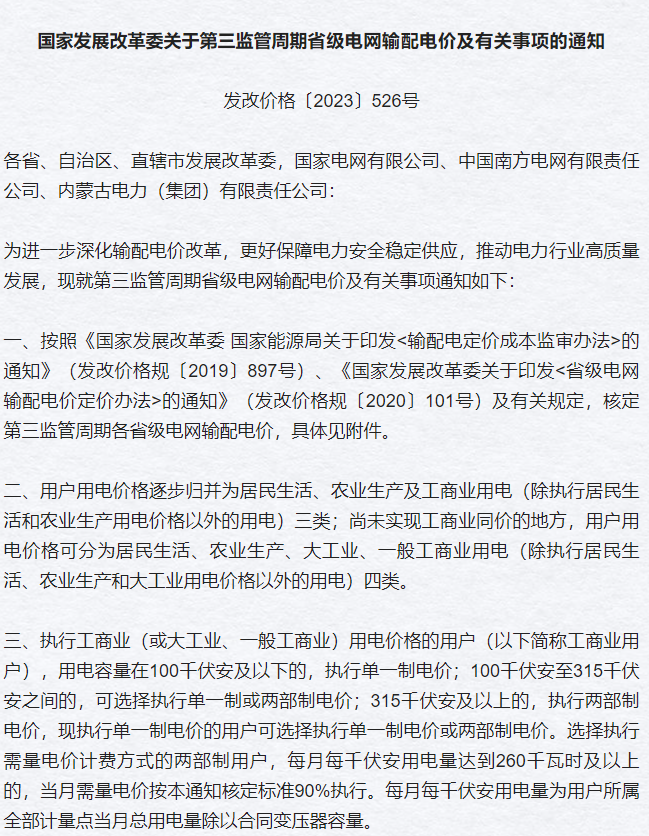 国家发展改革委关于第三监管周期省级电网输配电价及有关事项的通知
发改价格〔2023〕526号
各省、自治区、直辖市发展改革委，国家电网有限公司、中国南方电网有限责任
公司、内蒙古电力（集团）有限责任公司：
为进一步深化输配电价改革，更好保障电力安全稳定供应，推动电力行业高质量
发展，现就第三监管周期省级电网输配电价及有关事项通知如下：
一、按照《国家发展改革委 国家能源局关于印发<输配电定价成本监审办法>的
通知》（发改价格规〔2019〕897号）、《国家发展改革委关于印发<省级电网
输配电价定价办法>的通知》（发改价格规〔2020〕101号）及有关规定，核定
第三监管周期各省级电网输配电价，具体见附件。
二、用户用电价格逐步归并为居民生活、农业生产及工商业用电（除执行居民生
活和农业生产用电价格以外的用电）三类；尚未实现工商业同价的地方，用户用
电价格可分为居民生活、农业生产、大工业、一般工商业用电（除执行居民生
活、农业生产和大工业用电价格以外的用电）四类。
三、执行工商业（或大工业、一般工商业）用电价格的用户（以下简称工商业用
户），用电容量在100千伏安及以下的，执行单一制电价；100千伏安至315千伏
安之间的，可选择执行单一制或两部制电价；315千伏安及以上的，执行两部制
电价，现执行单一制电价的用户可选择执行单一制电价或两部制电价。选择执行
需量电价计费方式的两部制用户，每月每千伏安用电量达到260千瓦时及以上
的，当月需量电价按本通知核定标准90%执行。每月每千伏安用电量为用户所属
全部计量点当月总用电量除以合同变压器容量。